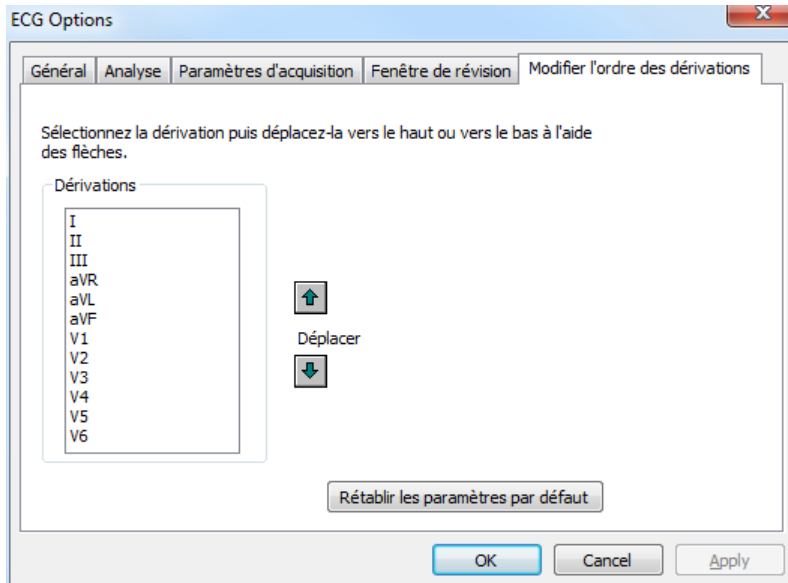 ECG Options
Général Analyse Paramètres d'acquisition Fenêtre de révision Modifier l'ordre des dérivations
Sélectionnez la dérivation puis déplacez-la vers le haut ou vers le bas à l'aide
des flèches.
Dérivations
I
II
III
aVR
aVL
aVF
V1
V2
V3
V4
V5
V6
Déplacer
Rétablir les paramètres par défaut
OK Cancel Apply